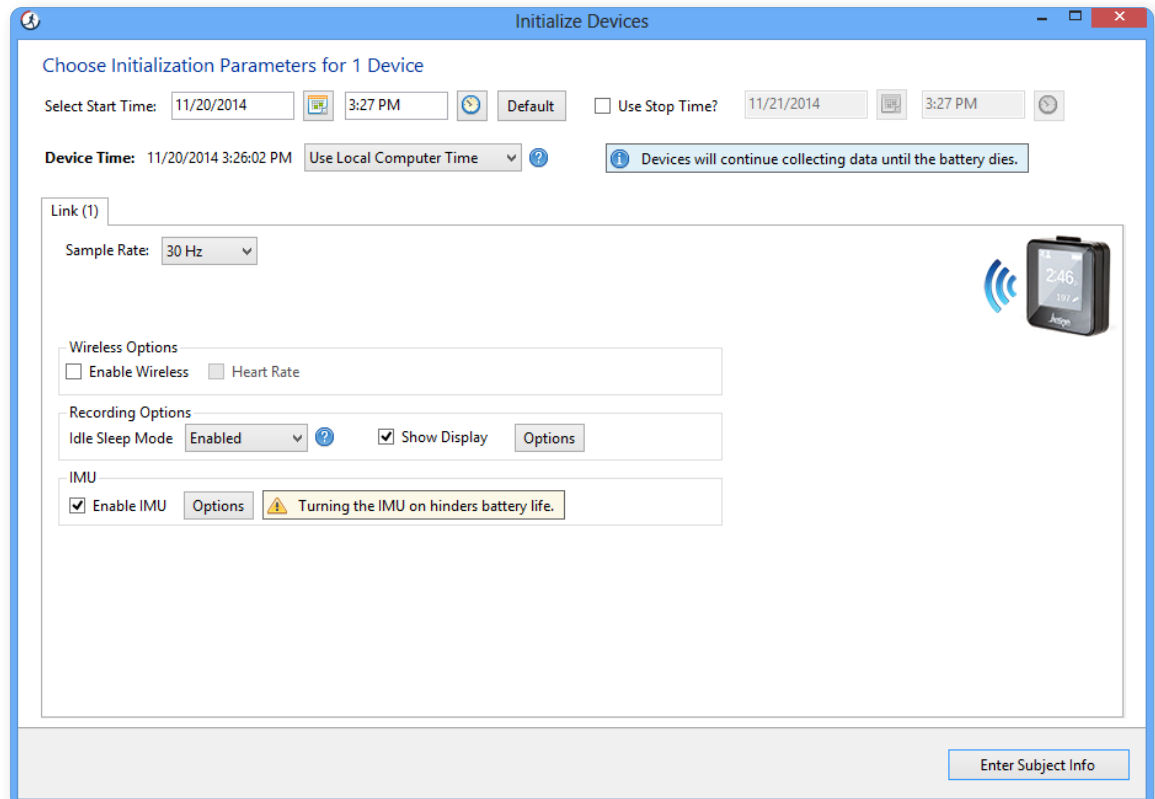 Initialize Devices
Choose Initialization Parameters for 1 Device
Select Start Time: 11/20/2014 3:27 PM Default Use Stop Time? 11/21/2014 3:27 PM
Device Time: 11/20/2014 3:26:02 PM Use Local Computer Time Devices will continue collecting data until the battery dies.
Link (1)
Sample Rate: 30 Hz
2:46
197
Wireless Options
Enable Wireless Heart Rate
Recording Options
Idle Sleep Mode Enabled Show Display Options
IMU
Enable IMU Options Turning the IMU on hinders battery life.
Enter Subject Info